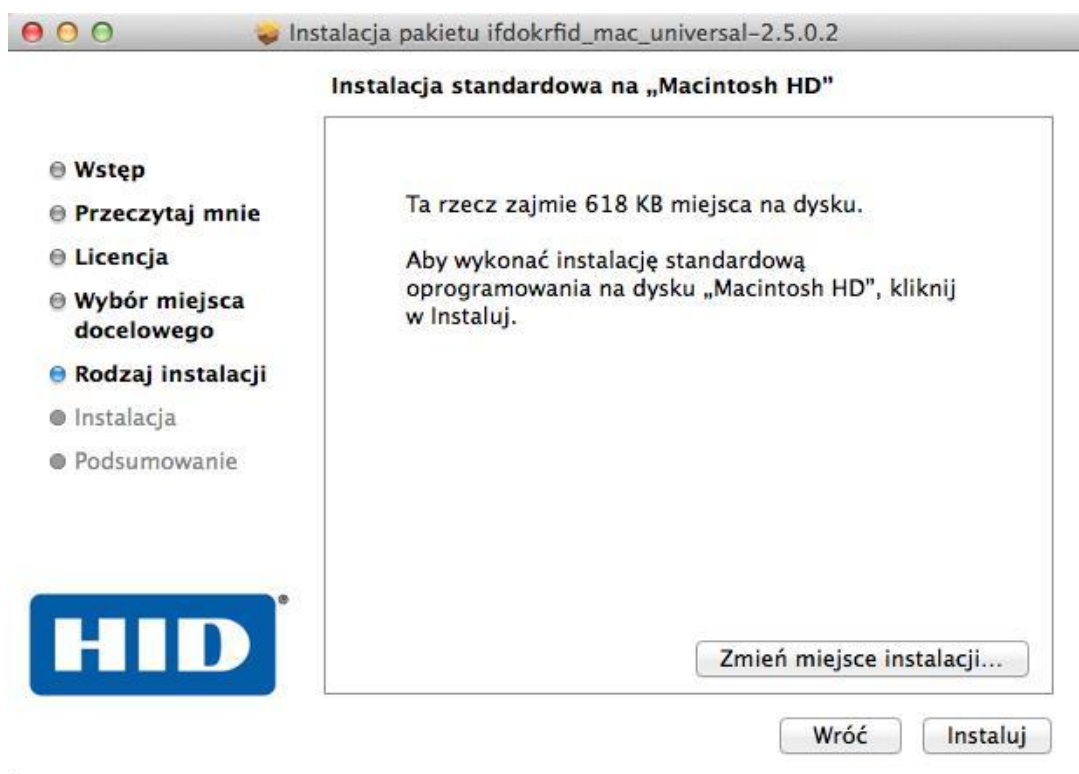 Instalacja pakietu ifdokrfid_mac_universal-2.5.0.2
Instalacja standardowa na „Macintosh HD”
Wstęp
Przeczytaj mnie
Licencja
Wybór miejsca
docelowego
Rodzaj instalacji
Instalacja
Podsumowanie
Ta rzecz zajmie 618 KB miejsca na dysku.
Aby wykonać instalację standardową
oprogramowania na dysku „Macintosh HD”, kliknij
w Instaluj.
HID®
Zmień miejsce instalacji...
Wróć
Instaluj